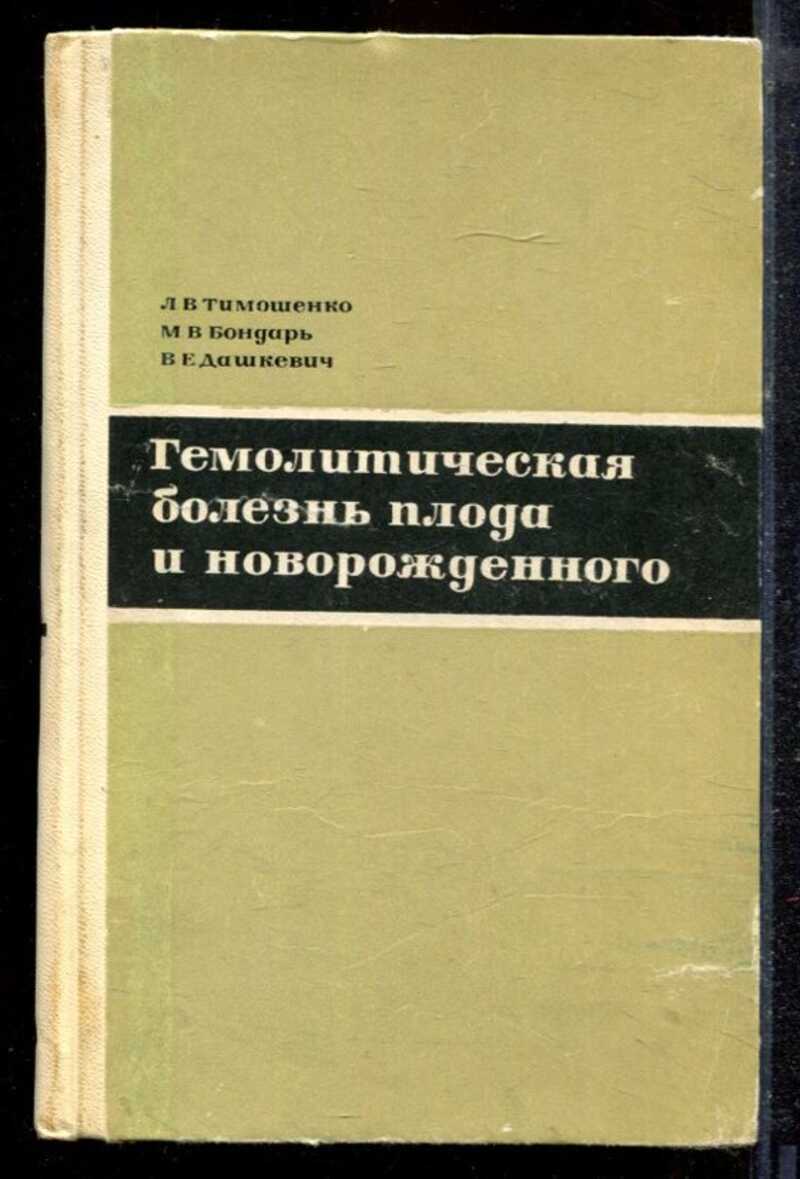 Л В Тимошенко
М В Бондарь
В Е Дашкевич
Гемолитическая
болезнь плода
и новорожденного